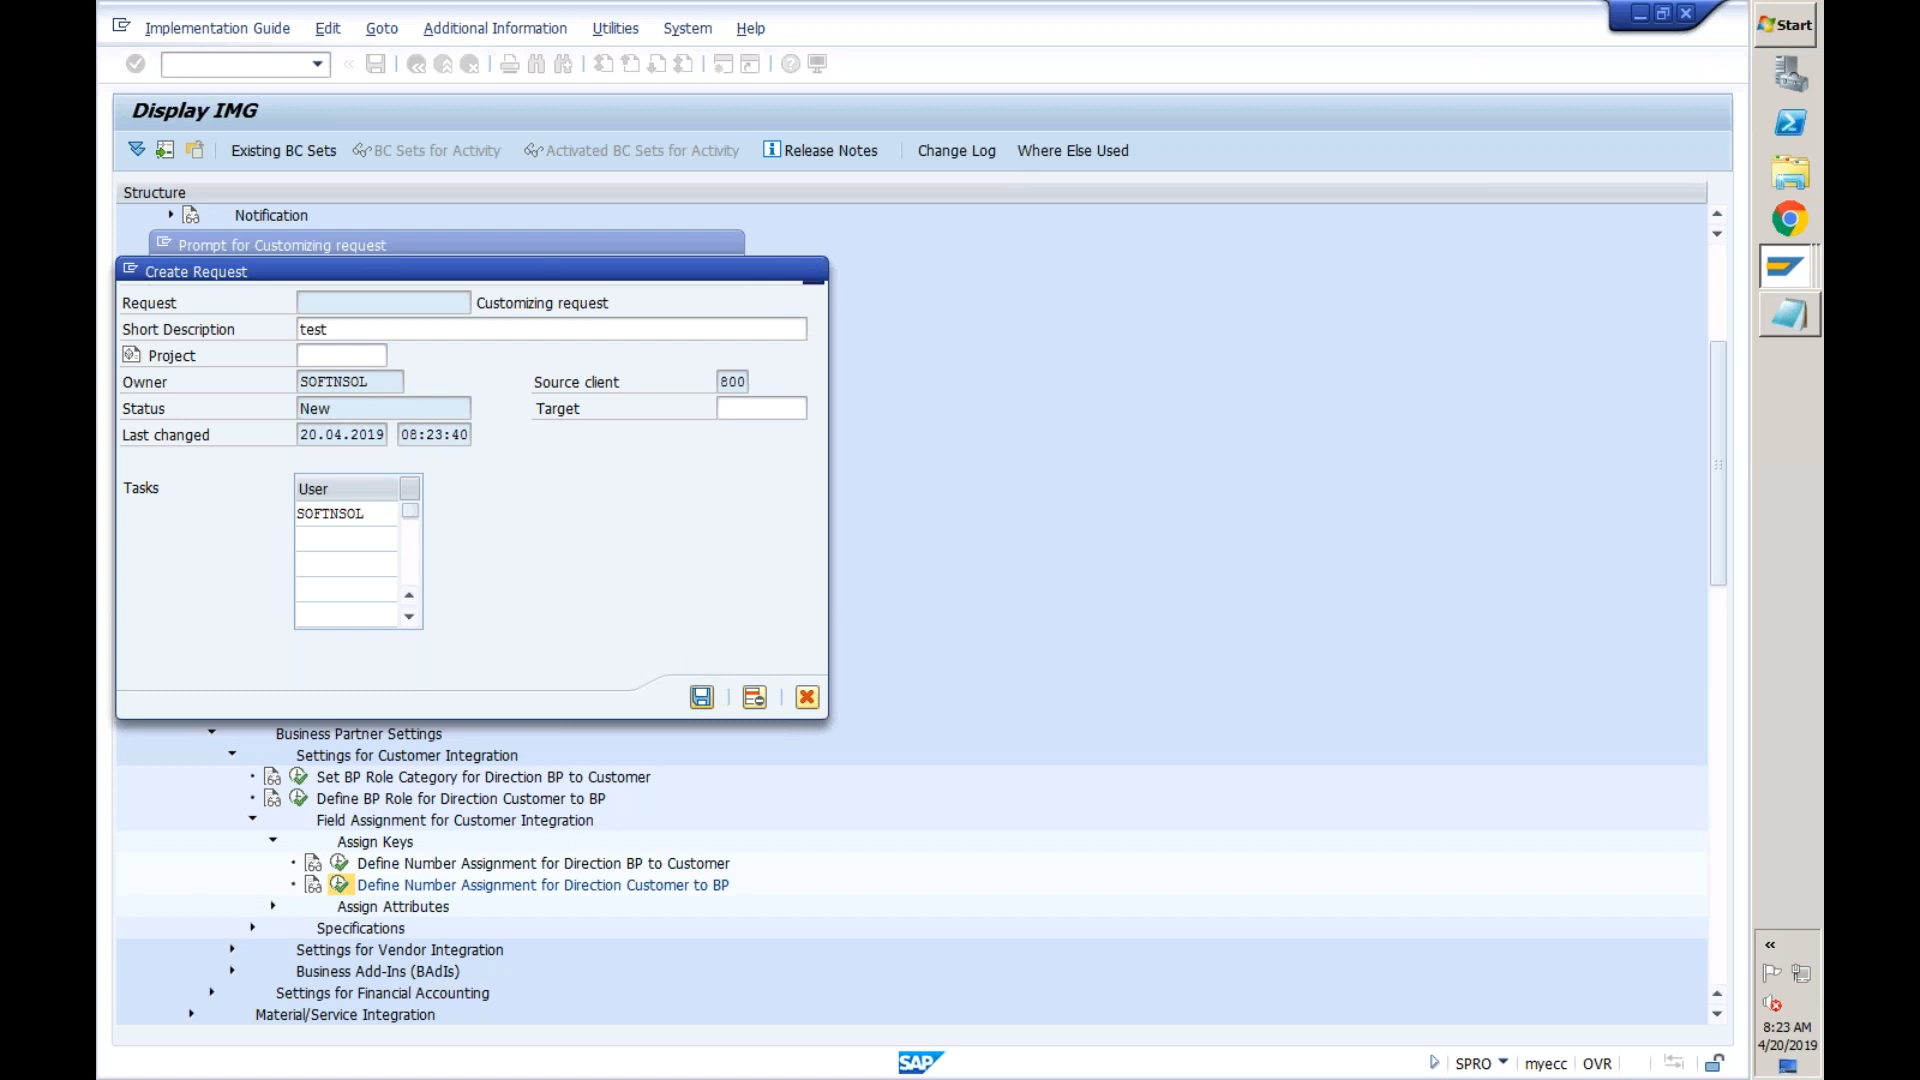 Implementation Guide Edit Goto Additional Information Utilities System Help
Display IMG
Existing BC Sets BC Sets for Activity Activated BC Sets for Activity Release Notes Change Log Where Else Used
Structure
Notification
Prompt for Customizing request
Create Request
Request Customizing request
Short Description test
Project
Owner SOFTNSOL Source client 800
Status New Target
Last changed 20.04.2019 08:23:40
Tasks User
SOFTNSOL
Business Partner Settings
Settings for Customer Integration
Set BP Role Category for Direction BP to Customer
Define BP Role for Direction Customer to BP
Field Assignment for Customer Integration
Assign Keys
Define Number Assignment for Direction BP to Customer
Define Number Assignment for Direction Customer to BP
Assign Attributes
Specifications
Settings for Vendor Integration
Business Add-Ins (BAdIs)
Settings for Financial Accounting
Material/Service Integration
SAP
SPRO myecc OVR
Start
8:23 AM
4/20/2019